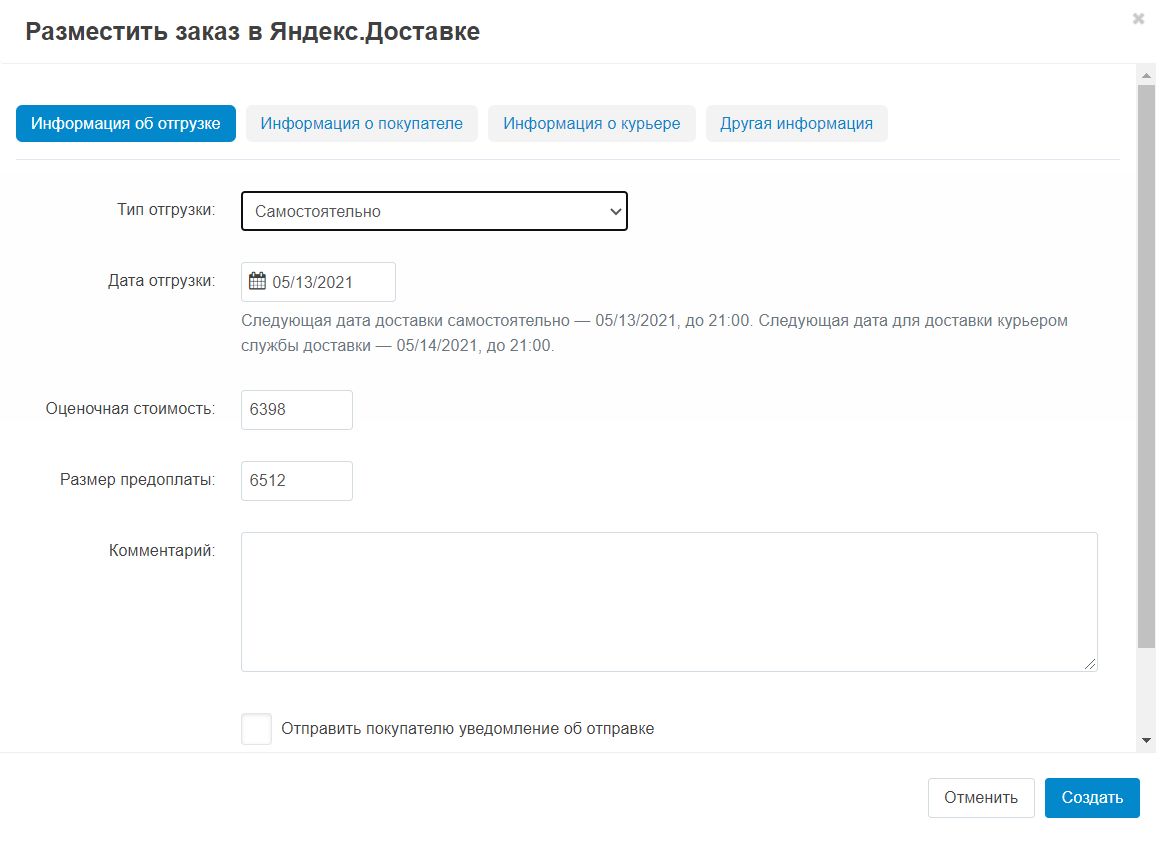 Разместить заказ в Яндекс.Доставке
Информация об отгрузке
Информация о покупателе
Информация о курьере
Другая информация
Тип отгрузки:
Самостоятельно
Дата отгрузки:
05/13/2021
Следующая дата доставки самостоятельно — 05/13/2021, до 21:00. Следующая дата для доставки курьером
службы доставки — 05/14/2021, до 21:00.
Оценочная стоимость:
6398
Размер предоплаты:
6512
Комментарий:
Отправить покупателю уведомление об отправке
Отменить
Создать